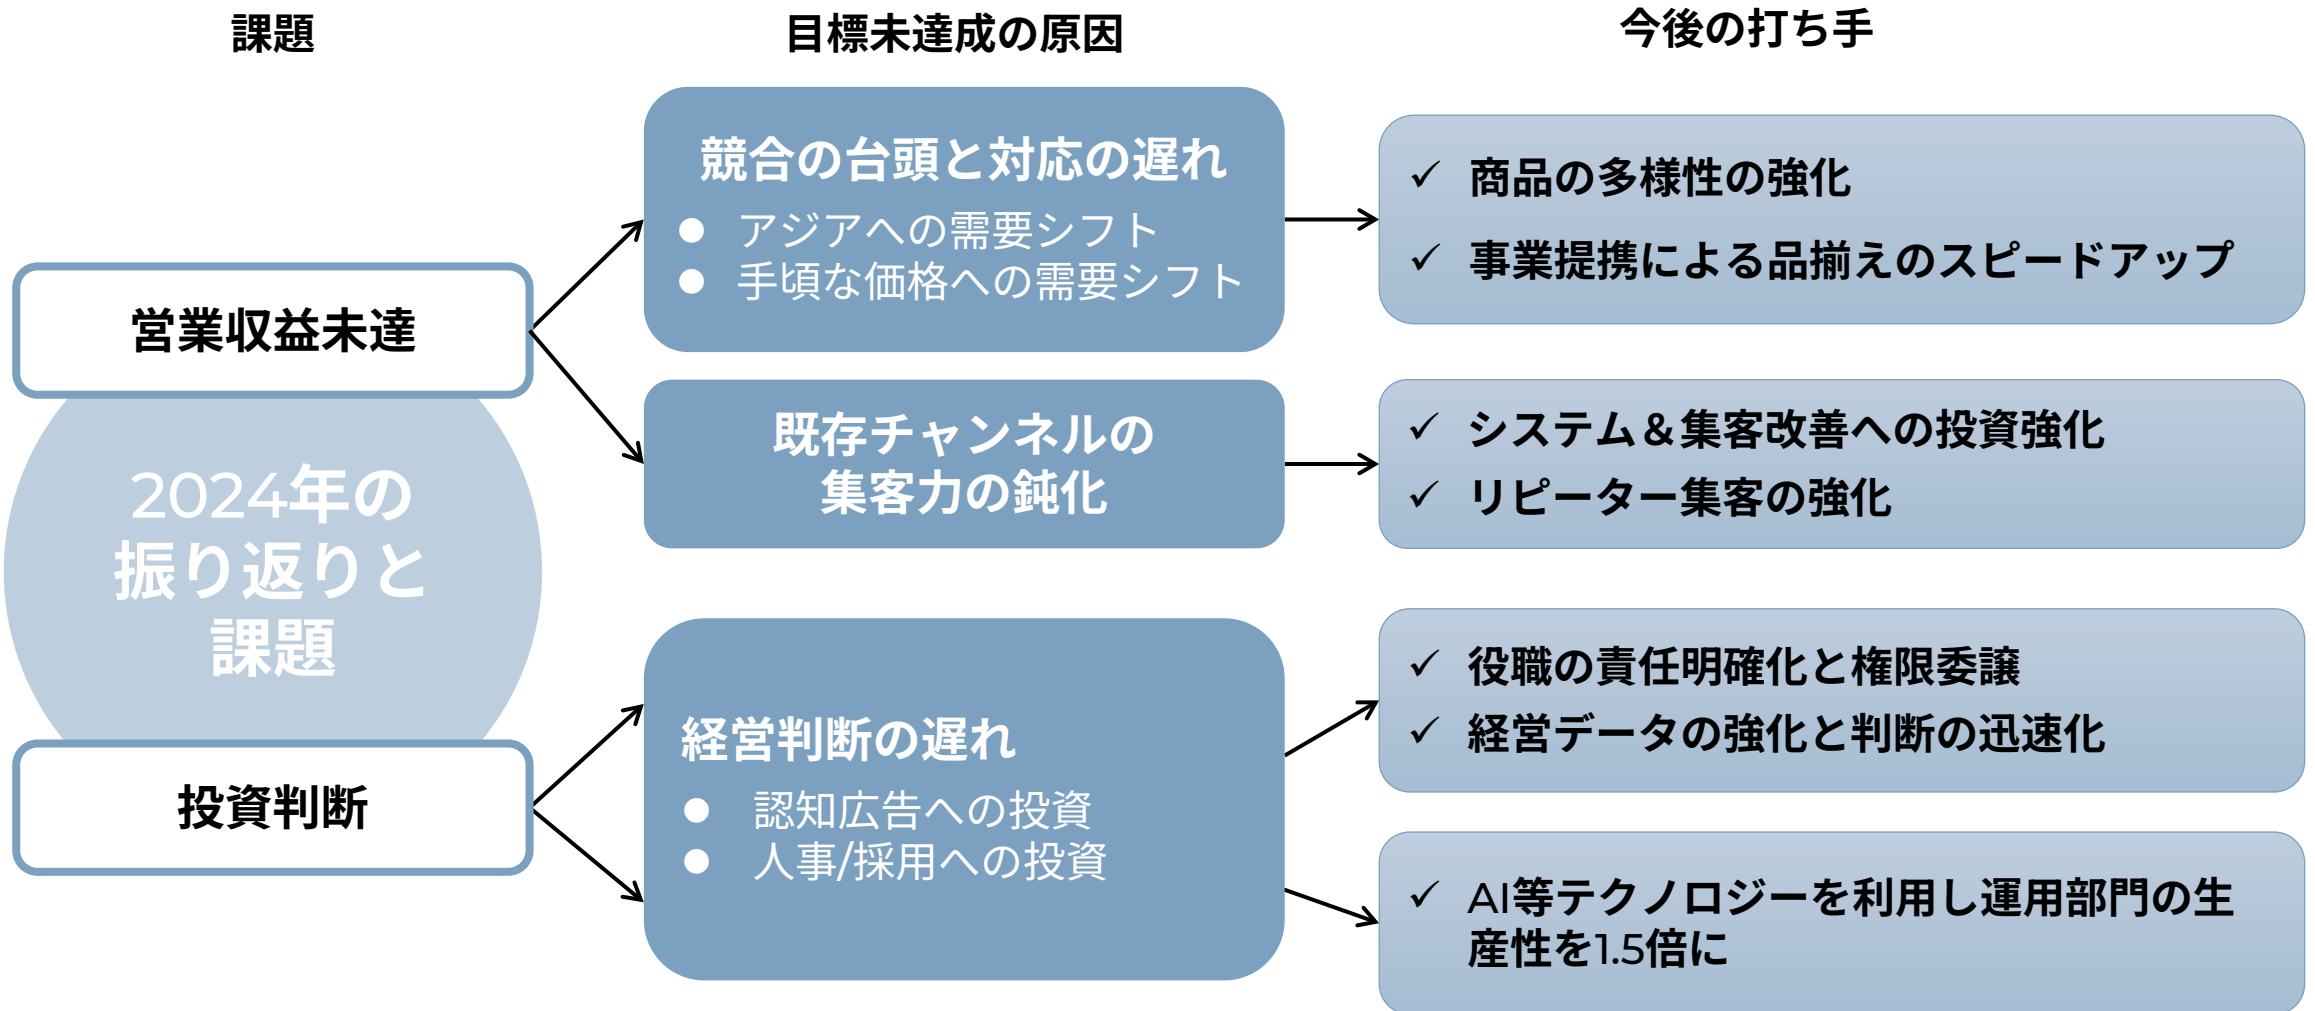 課題
目標未達成の原因
今後の打ち手
営業収益未達
2024年の
振り返りと
課題
投資判断
競合の台頭と対応の遅れ
● アジアへの需要シフト
● 手頃な価格への需要シフト
既存チャンネルの
集客力の鈍化
経営判断の遅れ
● 認知広告への投資
● 人事/採用への投資
✓ 商品の多様性の強化
✓ 事業提携による品揃えのスピードアップ
✓ システム＆集客改善への投資強化
✓ リピーター集客の強化
✓ 役職の責任明確化と権限委譲
✓ 経営データの強化と判断の迅速化
✓ AI等テクノロジーを利用し運用部門の生
産性を1.5倍に